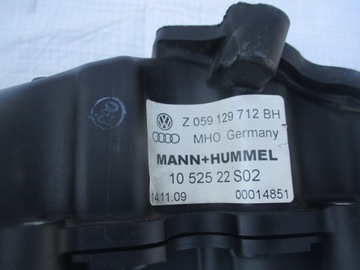 Z 059 129 712 BH
MHO Germany
MANN+HUMMEL
10 525 22 S02
14.11.09 00014851